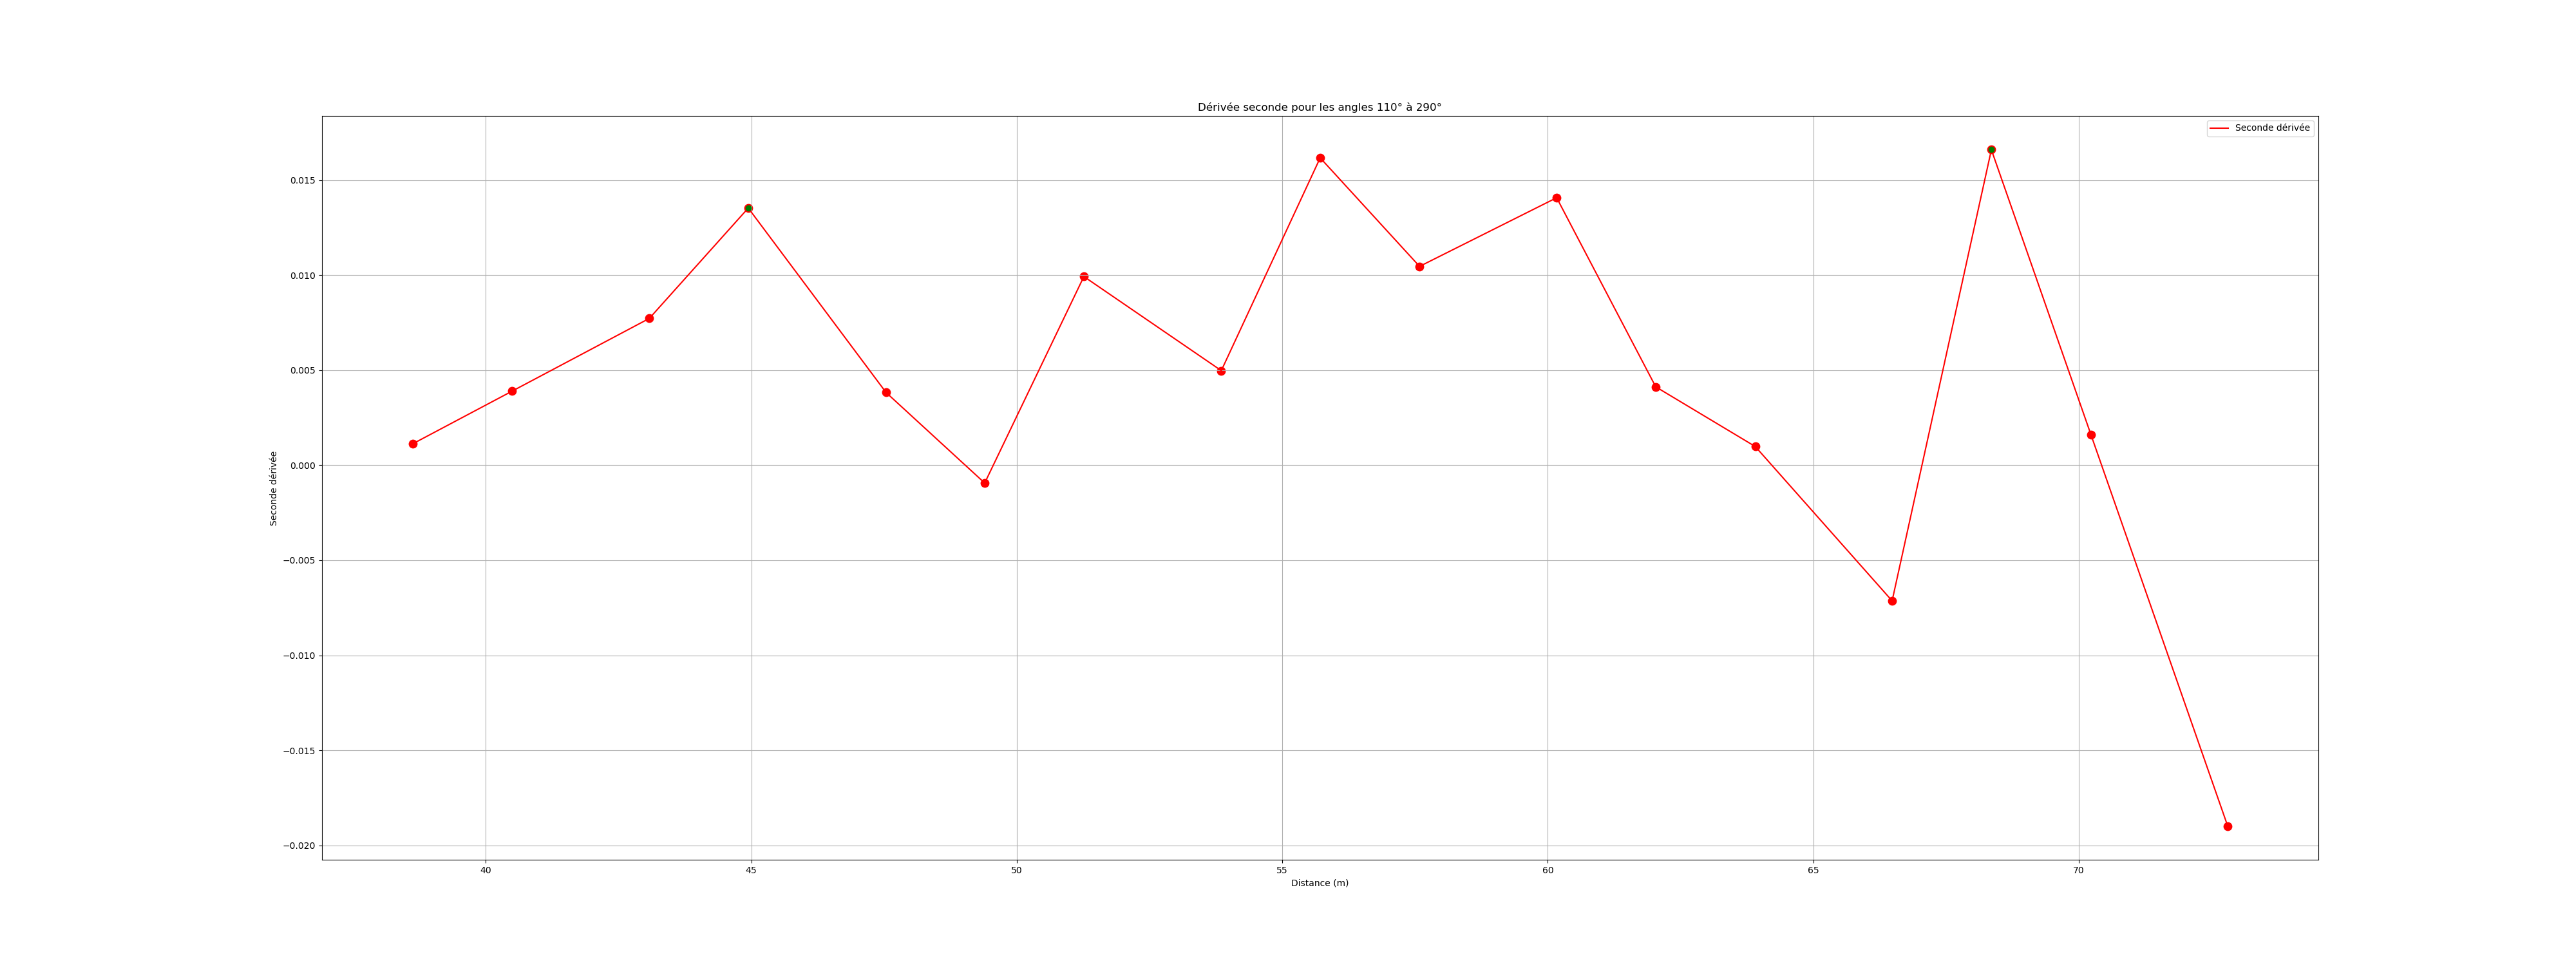 Dérivée seconde pour les angles 110° à 290°
Seconde dérivée
0.015
0.010
0.005
0.000
−0.005
−0.010
−0.015
−0.020
Seconde dérivée
40 45 50 55 60 65 70
Distance (m)